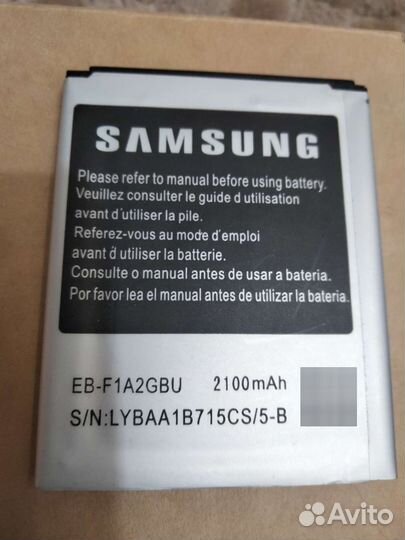 SAMSUNG
Please refer to manual before using battery.
Veuillez consulter le guide d utilisation
avant d'utiliser la pile.
Referez-vous au mode d'emploi
avant d utiliser la batterie.
Consulte o manual antes de usar a bateria.
Por favor lea el manual antes de utilizar la bateria.
EB-F1A2GBU 2100mAh
S/N:LYBAA1B715CS/5-B
Avito